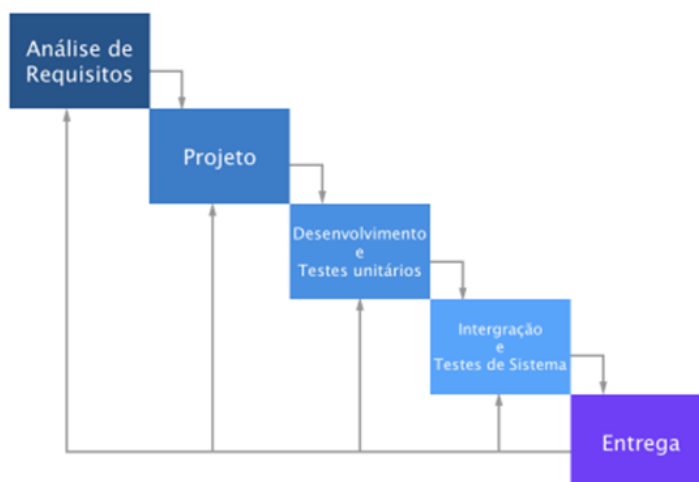 Análise de
Requisitos
Projeto
Desenvolvimento
e
Testes unitários
Intergração
e
Testes de Sistema
Entrega